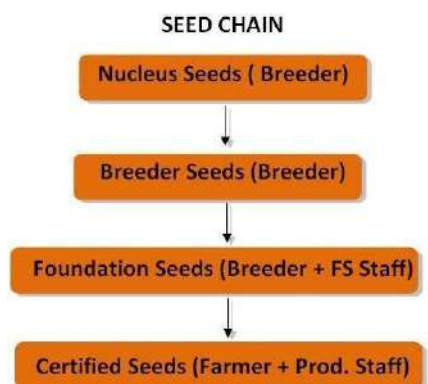 SEED CHAIN
Nucleus Seeds ( Breeder)
Breeder Seeds (Breeder)
Foundation Seeds (Breeder + FS Staff)
Certified Seeds (Farmer + Prod. Staff)